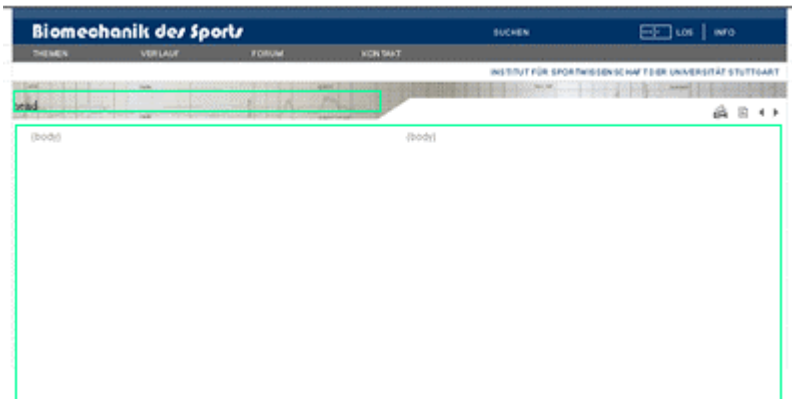 Biomechanik des Sports
SUCHEN LOS INFO
THEMEN VERLAUF FORUM KONTAKT
INSTITUT FÜR SPORTWISSENSCHAFT DER UNIVERSITÄT STUTTGART
head
{body} {body}